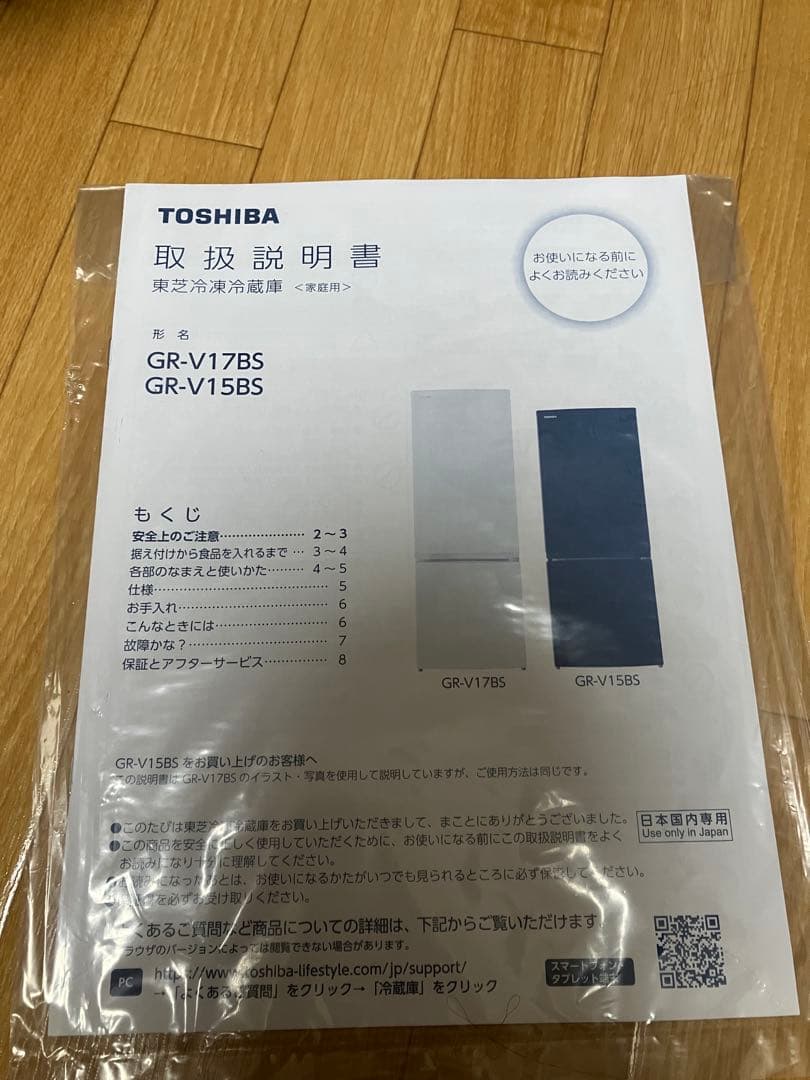 TOSHIBA
取扱説明書
東芝冷凍冷蔵庫 <家庭用>
お使いになる前に
よくお読みください
形名
GR-V17BS
GR-V15BS
TOSHIBA
もくじ
安全上のご注意 2～3
据え付けから食品を入れるまで 3～4
各部のなまえと使いかた 4～5
仕様 5
お手入れ 6
こんなときには 6
故障かな? 7
保証とアフターサービス 8
GR-V17BS
GR-V15BS
GR-V15BS をお買い上げのお客様へ
この説明書は GR-V17BS のイラスト・写真を使用して説明していますが、ご使用方法は同じです。
●このたびは東芝冷凍冷蔵庫をお買い上げいただきまして、まことにありがとうございました。
●この商品を安全に正しく使用していただくために、お使いになる前にこの取扱説明書をよく
お読みになり十分に理解してください。
お読みになったあとは、お使いになるかたがいつでも見られるところに必ず保管してください。
を必ずお受け取りください。
日本国内専用
Use only in Japan
よくあるご質問など商品についての詳細は、下記からご覧いただけます。
ブラウザのバージョンによっては閲覧できない場合があります。
PC
https://www.toshiba-lifestyle.com/jp/support/
→「よくあるご質問」をクリック→「冷蔵庫」をクリック
スマートフォン・
タブレット端末